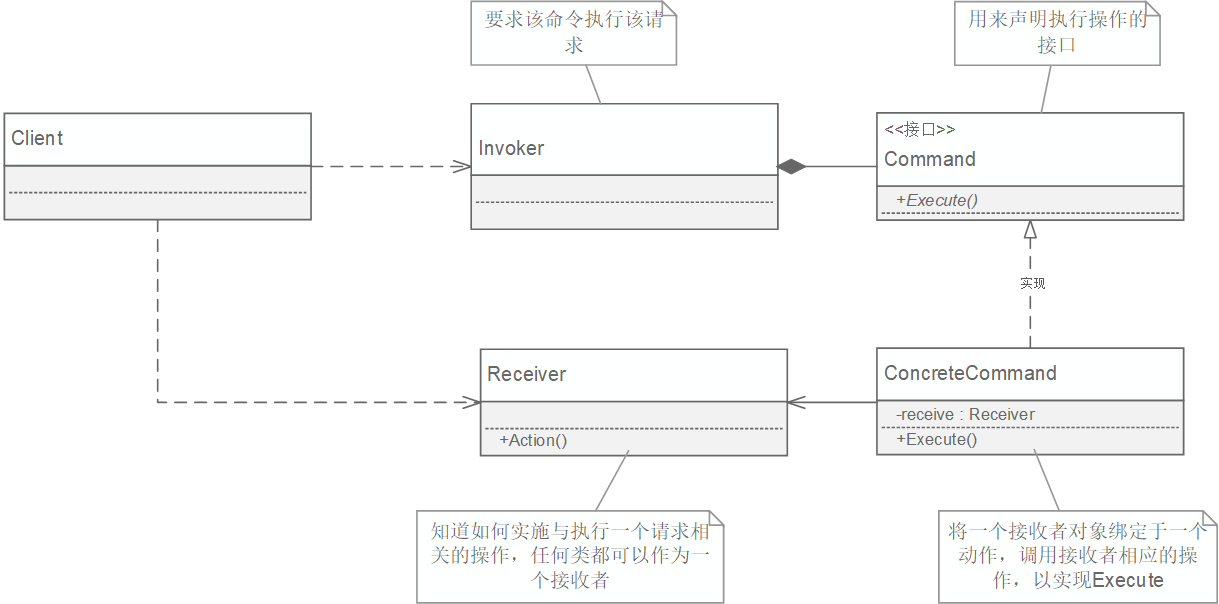 要求该命令执行该请
求
用来声明执行操作的
接口
Client
Invoker
<<接口>>
Command
+Execute()
实现
Receiver
+Action()
ConcreteCommand
-receive : Receiver
+Execute()
知道如何实施与执行一个请求相
关的操作，任何类都可以作为一
个接收者
将一个接收者对象绑定于一个
动作，调用接收者相应的操
作，以实现Execute